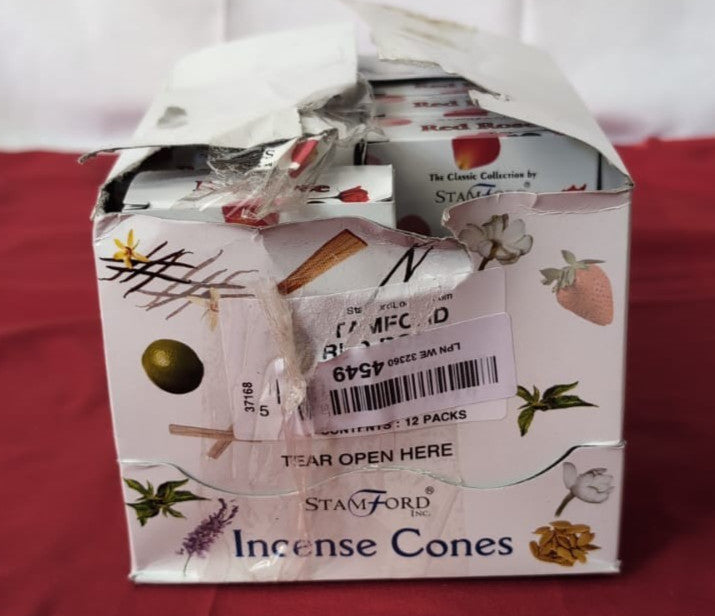 Red Rose
The Classic Collection by
STAMFORD
37168
5
LPN WE 32360 4549
CONTENTS : 12 PACKS
TEAR OPEN HERE
STAMFORD®
INC.
Incense Cones